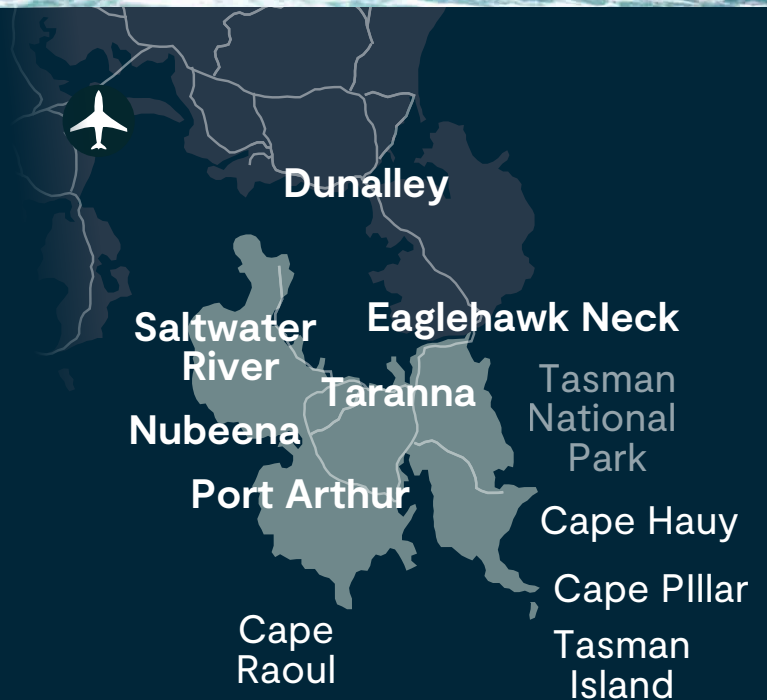 Dunalley
Eaglehawk Neck
Saltwater
River
Taranna
Tasman
National
Park
Nubeena
Port Arthur
Cape Hauy
Cape PIllar
Cape
Raoul
Tasman
Island